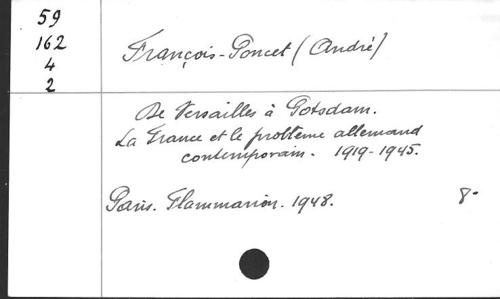 59
162
4
2
François-Poncet (André)
De Versailles à Potsdam.
La France et le problème allemand
contemporain. 1919-1945.
Paris. Flammarion. 1948. 8°